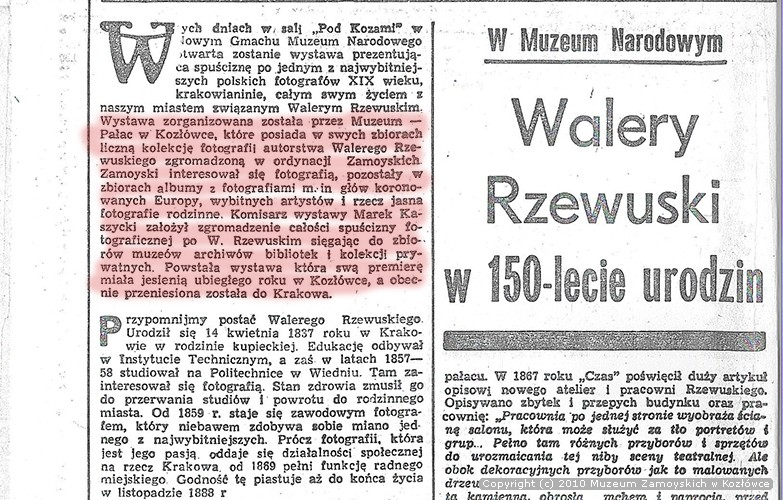 W
ych dniach w sali „Pod Kozami” w
Nowym Gmachu Muzeum Narodowego
otwarta zostanie wystawa prezentują-
ca spuściznę po jednym z najwybitniej-
szych polskich fotografów XIX wieku,
krakowianinie, całym swym życiem z
naszym miastem związanym Walerym Rzewuskim.
Wystawa zorganizowana została przez Muzeum —
Pałac w Kozłówce, które posiada w swych zbiorach
liczną kolekcję fotografii autorstwa Walerego Rze-
wuskiego zgromadzoną w ordynacji Zamoyskich.
Zamoyski interesował się fotografią, pozostały w
zbiorach albumy z fotografiami m.in głów korono-
wanych Europy, wybitnych artystów i rzecz jasna
fotografie rodzinne. Komisarz wystawy Marek Ka-
szycki założył zgromadzenie całości spuścizny fo-
tograficznej po W. Rzewuskim sięgając do zbio-
rów muzeów archiwów bibliotek i kolekcji pry-
watnych. Powstała wystawa która swą premierę
miała jesienią ubiegłego roku w Kozłówce, a obec-
nie przeniesiona została do Krakowa.
Przypomnijmy postać Walerego Rzewuskiego.
Urodził się 14 kwietnia 1837 roku w Krako-
wie w rodzinie kupieckiej. Edukację odbywał
w Instytucie Technicznym, a zaś w latach 1857—
58 studiował na Politechnice w Wiedniu. Tam za-
interesował się fotografią. Stan zdrowia zmusił go
do przerwania studiów i powrotu do rodzinnego
miasta. Od 1859 r. staje się zawodowym fotogra-
fem, który niebawem zdobywa sobie miano jed-
nego z najwybitniejszych. Prócz fotografii, która
jest jego pasją, oddaje się działalności społecznej
na rzecz Krakowa, od 1869 pełni funkcję radnego
miejskiego. Godność tę piastuje aż do końca życia
w listopadzie 1888 r
W Muzeum Narodowym
Walery
Rzewuski
w 150-lecie urodzin
pałacu. W 1867 roku „Czas” poświęcił duży artykuł
opisowi nowego atelier i pracowni Rzewuskiego.
Opisywano zbytek i przepych budynku oraz pra-
cownię: „Pracownia po jednej stronie wyobraża ścia-
nę salonu, która może służyć za tło portretów i
grup... Pełno tam różnych przyborów i sprzętów
do urozmaicania tej niby sceny teatralnej. Ale
obok dekoracyjnych przyborów jak to malowanych
drzew
Copyright (c) 2010 Muzeum Zamoyskich w Kozłówce
ta kamienna, obrosła mchem i paprocią, przed